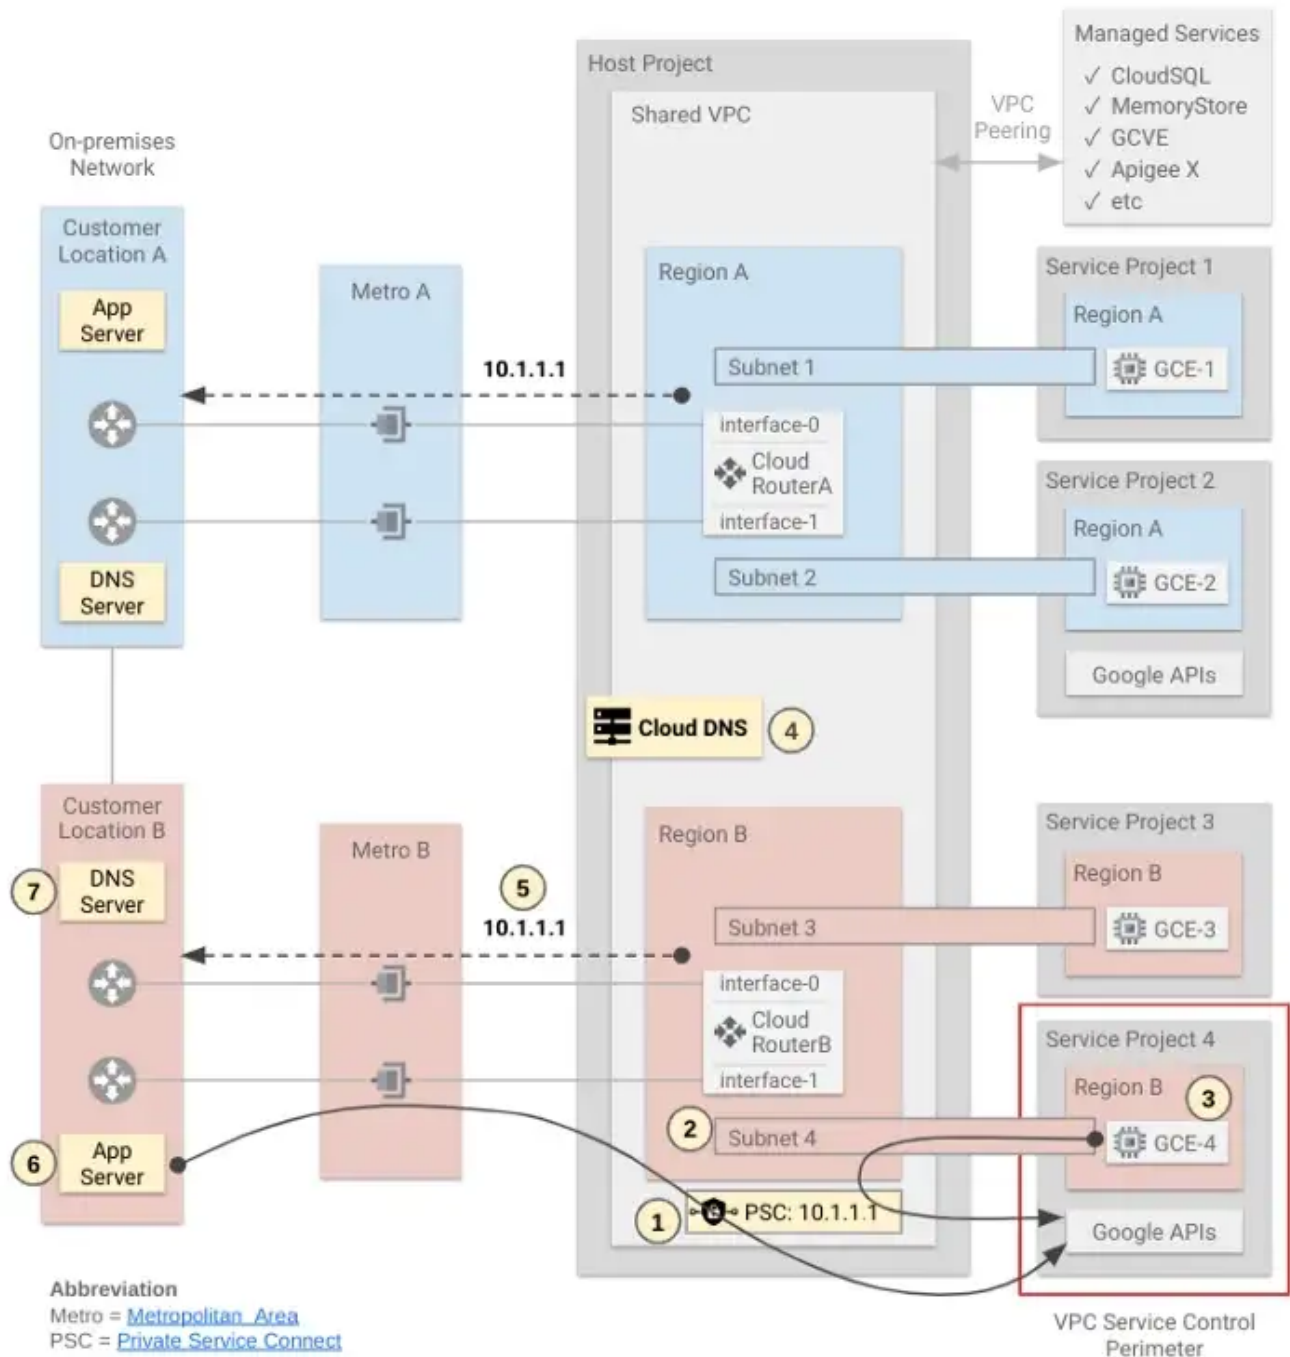 Managed Services
✓ CloudSQL
✓ MemoryStore
✓ GCVE
✓ Apigee X
✓ etc
VPC
Peering
Host Project
Shared VPC
On-premises
Network
Customer
Location A
App
Server
DNS
Server
Metro A
10.1.1.1
Region A
Subnet 1
interface-0
Cloud
RouterA
interface-1
Subnet 2
Service Project 1
Region A
GCE-1
Service Project 2
Region A
GCE-2
Google APIs
Cloud DNS
4
Customer
Location B
7
DNS
Server
6
App
Server
Metro B
5
10.1.1.1
Region B
Subnet 3
interface-0
Cloud
RouterB
interface-1
2
Subnet 4
1
PSC: 10.1.1.1
Service Project 3
Region B
GCE-3
Service Project 4
Region B
3
GCE-4
Google APIs
VPC Service Control
Perimeter
Abbreviation
Metro = Metropolitan Area
PSC = Private Service Connect